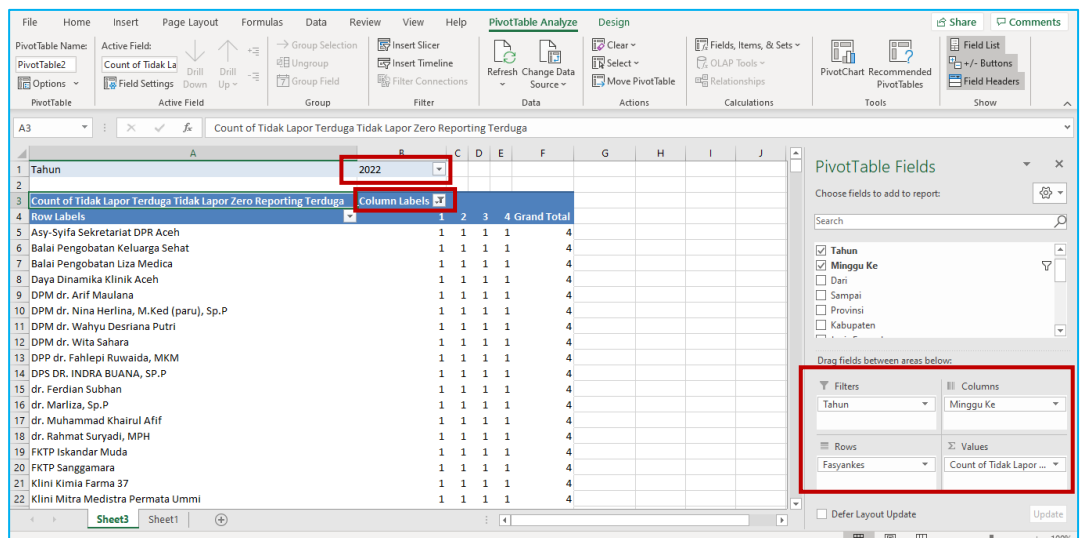 File Home Insert Page Layout Formulas Data Review View Help PivotTable Analyze Design Share Comments
PivotTable Name: Active Field: Group Selection Insert Slicer Clear Fields, Items, & Sets Field List
PivotTable2 Count of Tidak La Ungroup Insert Timeline Select OLAP Tools +/- Buttons
Options Field Settings Drill Down Drill Up Group Field Filter Connections Refresh Change Data Source Move PivotTable Relationships PivotChart Recommended PivotTables Field Headers
PivotTable Active Field Group Filter Data Actions Calculations Tools Show
A3 fx Count of Tidak Lapor Terduga Tidak Lapor Zero Reporting Terduga
A B C D E F G H I J
1 Tahun 2022
2
3 Count of Tidak Lapor Terduga Tidak Lapor Zero Reporting Terduga Column Labels
4 Row Labels 1 2 3 4 Grand Total
5 Asy-Syifa Sekretariat DPR Aceh 1 1 1 1 4
6 Balai Pengobatan Keluarga Sehat 1 1 1 1 4
7 Balai Pengobatan Liza Medica 1 1 1 1 4
8 Daya Dinamika Klinik Aceh 1 1 1 1 4
9 DPM dr. Arif Maulana 1 1 1 1 4
10 DPM dr. Nina Herlina, M.Ked (paru), Sp.P 1 1 1 1 4
11 DPM dr. Wahyu Desriana Putri 1 1 1 1 4
12 DPM dr. Wita Sahara 1 1 1 1 4
13 DPP dr. Fahlepi Ruwaida, MKM 1 1 1 1 4
14 DPS DR. INDRA BUANA, SP.P 1 1 1 1 4
15 dr. Ferdian Subhan 1 1 1 1 4
16 dr. Marliza, Sp.P 1 1 1 1 4
17 dr. Muhammad Khairul Afif 1 1 1 1 4
18 dr. Rahmat Suryadi, MPH 1 1 1 1 4
19 FKTP Iskandar Muda 1 1 1 1 4
20 FKTP Sanggamara 1 1 1 1 4
21 Klini Kimia Farma 37 1 1 1 1 4
22 Klini Mitra Medistra Permata Ummi 1 1 1 1 4
Sheet3 Sheet1
PivotTable Fields
Choose fields to add to report:
Search
Tahun
Minggu Ke
Dari
Sampai
Provinsi
Kabupaten
Drag fields between areas below:
Filters Columns
Tahun Minggu Ke
Rows Σ Values
Fasyankes Count of Tidak Lapor ...
Defer Layout Update Update